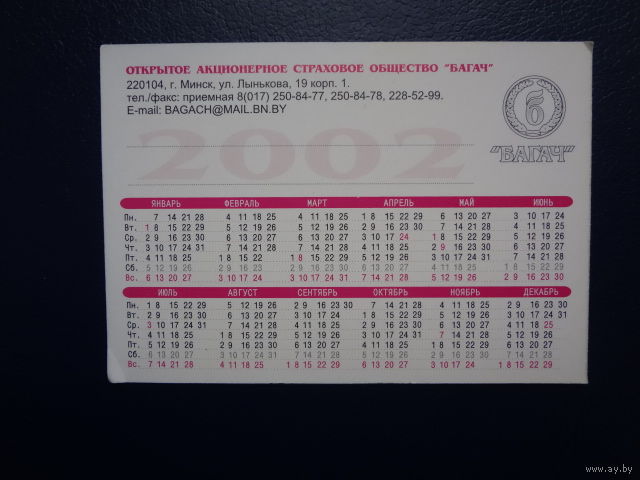 ОТКРЫТОЕ АКЦИОНЕРНОЕ СТРАХОВОЕ ОБЩЕСТВО "БАГАЧ"
220104, г. Минск, ул. Лынькова, 19 корп. 1.
тел./факс: приемная 8(017) 250-84-77, 250-84-78, 228-52-99.
E-mail: BAGACH@MAIL.BN.BY
б
"БАГАЧ"
2002
ЯНВАРЬ ФЕВРАЛЬ МАРТ АПРЕЛЬ МАЙ ИЮНЬ
Пн. 7 14 21 28 4 11 18 25 4 11 18 25 1 8 15 22 29 6 13 20 27 3 10 17 24
Вт. 1 8 15 22 29 5 12 19 26 5 12 19 26 2 9 16 23 30 7 14 21 28 4 11 18 25
Ср. 2 9 16 23 30 6 13 20 27 6 13 20 27 3 10 17 24 1 8 15 22 29 5 12 19 26
Чт. 3 10 17 24 31 7 14 21 28 7 14 21 28 4 11 18 25 2 9 16 23 30 6 13 20 27
Пт. 4 11 18 25 1 8 15 22 1 8 15 22 29 5 12 19 26 3 10 17 24 31 7 14 21 28
Сб. 5 12 19 26 2 9 16 23 2 9 16 23 30 6 13 20 27 4 11 18 25 1 8 15 22 29
Вс. 6 13 20 27 3 10 17 24 3 10 17 24 31 7 14 21 28 5 12 19 26 2 9 16 23 30
ИЮЛЬ АВГУСТ СЕНТЯБРЬ ОКТЯБРЬ НОЯБРЬ ДЕКАБРЬ
Пн. 1 8 15 22 29 5 12 19 26 2 9 16 23 30 7 14 21 28 4 11 18 25 2 9 16 23 30
Вт. 2 9 16 23 30 6 13 20 27 3 10 17 24 1 8 15 22 29 5 12 19 26 3 10 17 24 31
Ср. 3 10 17 24 31 7 14 21 28 4 11 18 25 2 9 16 23 30 6 13 20 27 4 11 18 25
Чт. 4 11 18 25 1 8 15 22 29 5 12 19 26 3 10 17 24 31 7 14 21 28 5 12 19 26
Пт. 5 12 19 26 2 9 16 23 30 6 13 20 27 4 11 18 25 1 8 15 22 29 6 13 20 27
Сб. 6 13 20 27 3 10 17 24 31 7 14 21 28 5 12 19 26 2 9 16 23 30 7 14 21 28
Вс. 7 14 21 28 4 11 18 25 1 8 15 22 29 6 13 20 27 3 10 17 24 1 8 15 22 29
www.ay.by